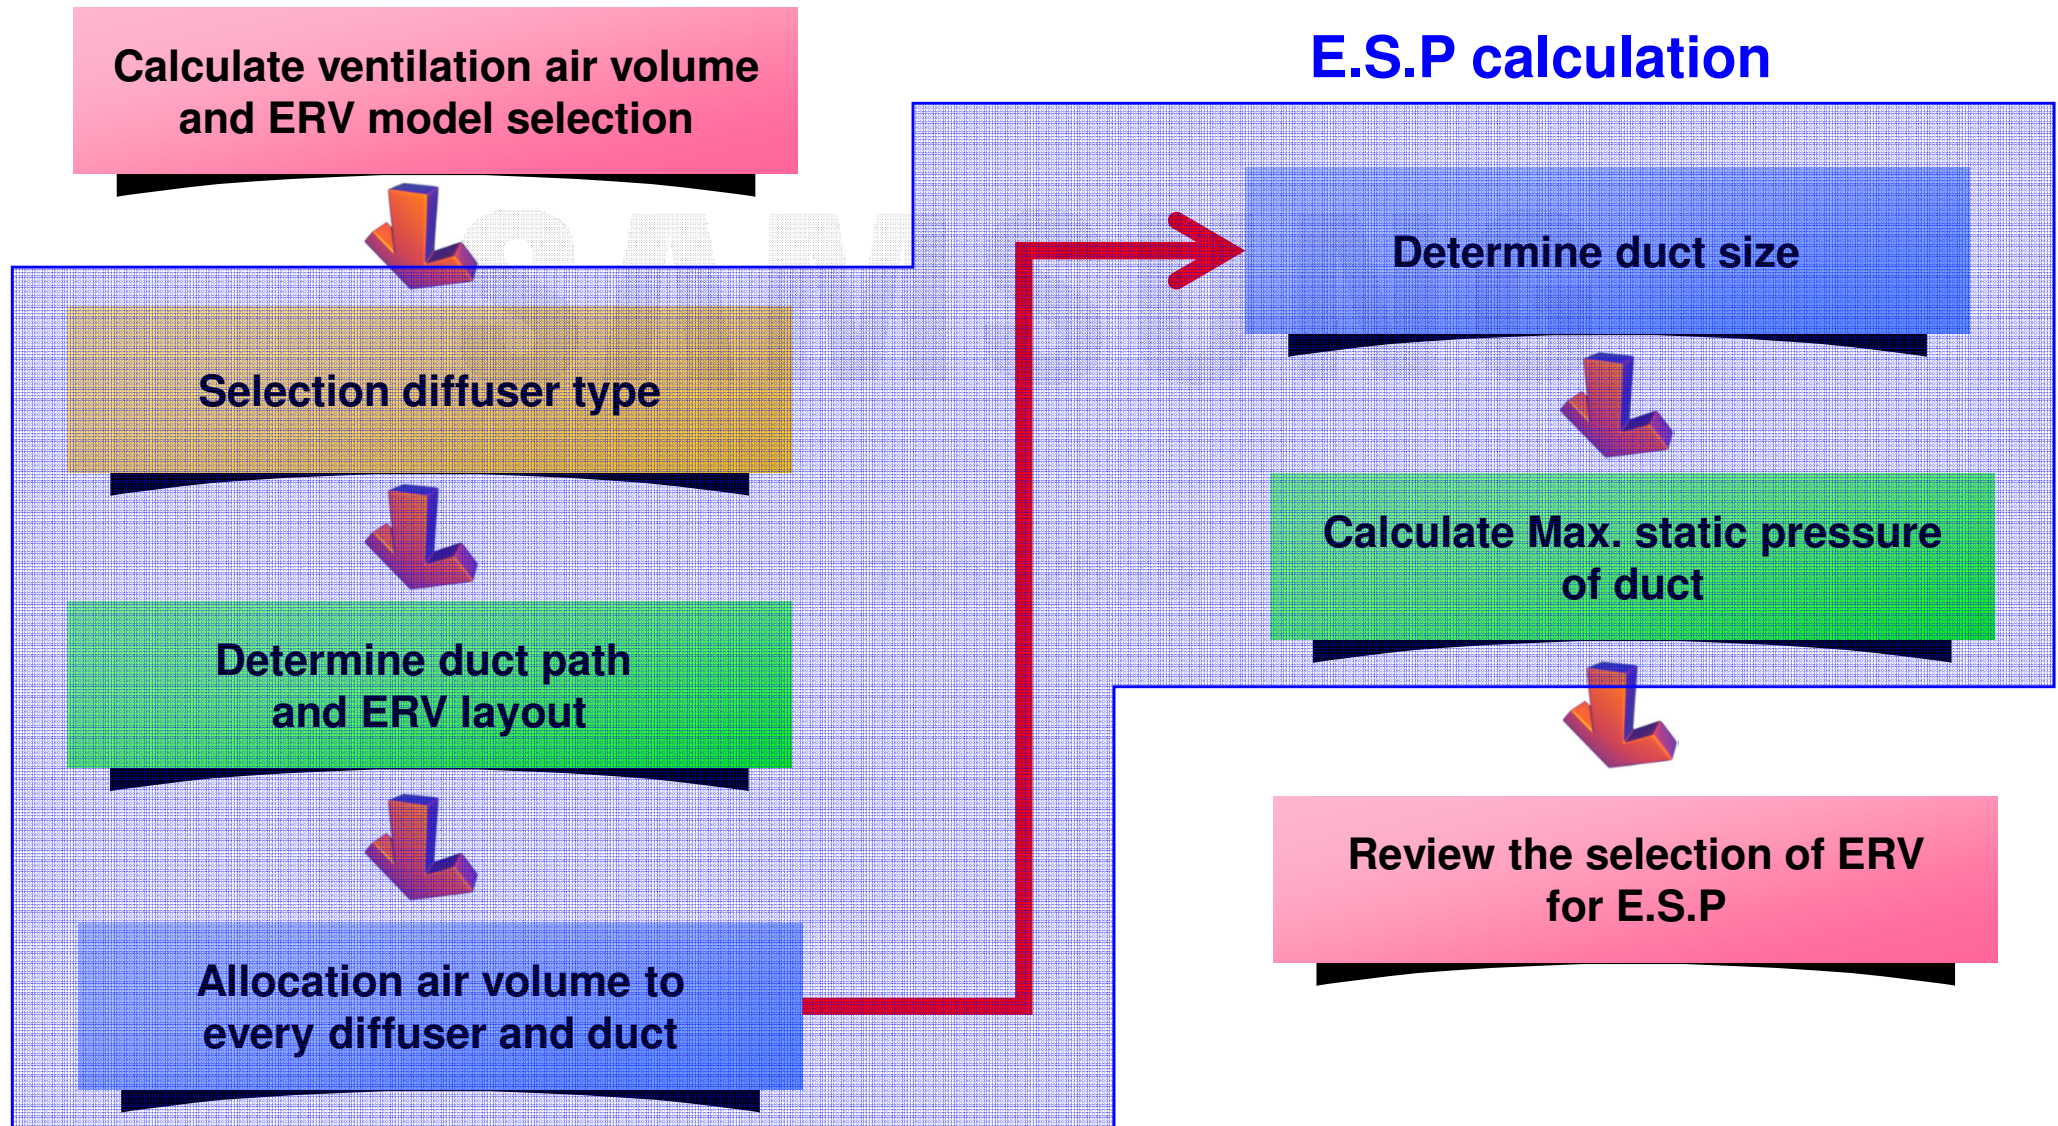 Calculate ventilation air volume
and ERV model selection
Selection diffuser type
Determine duct path
and ERV layout
Allocation air volume to
every diffuser and duct
E.S.P calculation
Determine duct size
Calculate Max. static pressure
of duct
Review the selection of ERV
for E.S.P
SAMSUNG